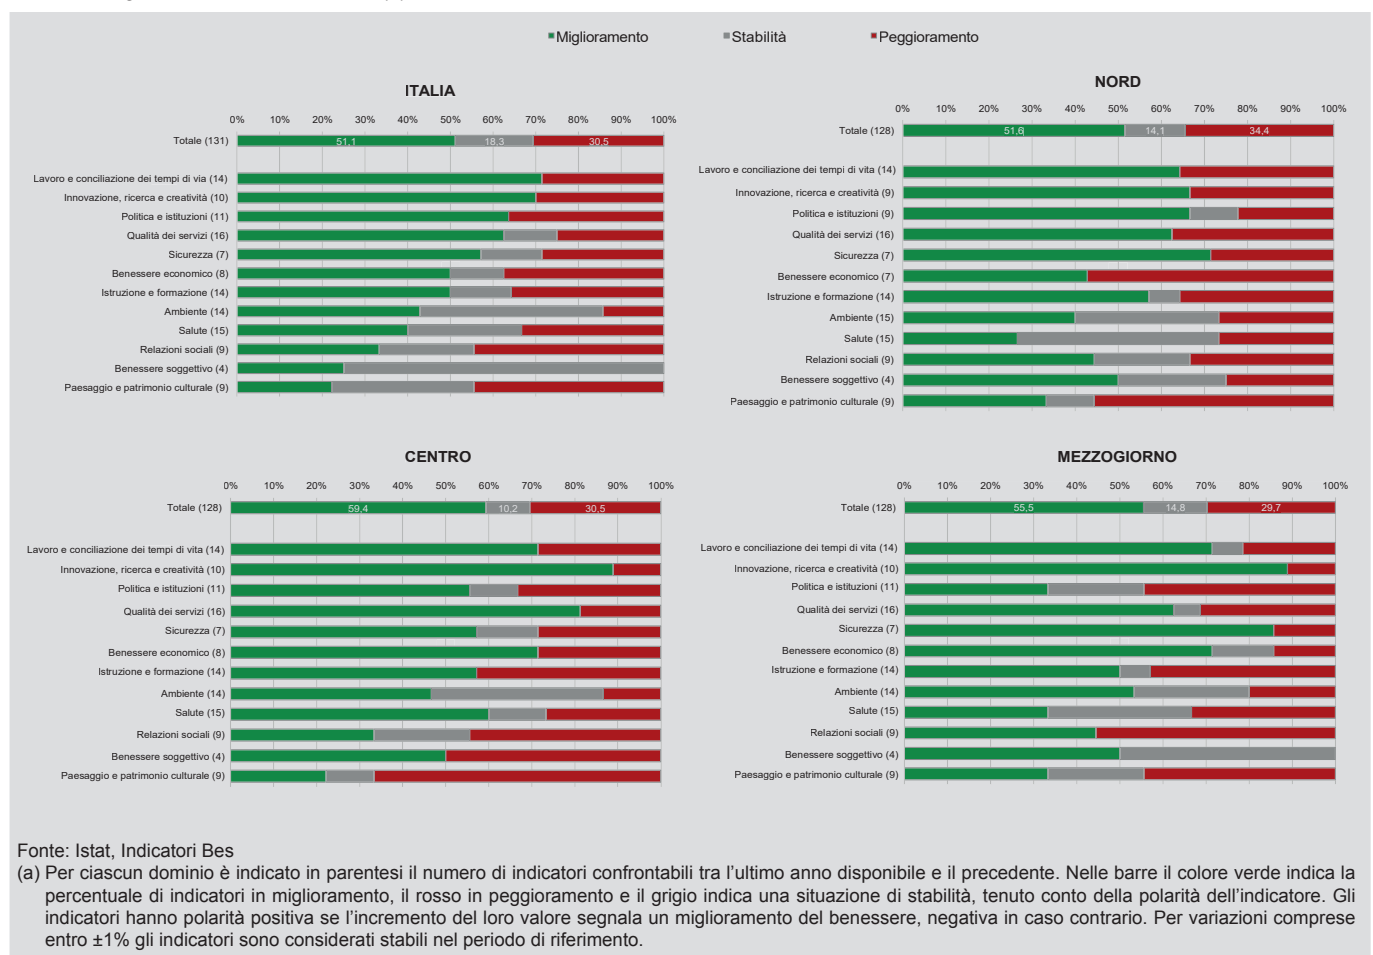 Miglioramento Stabilità Peggioramento
ITALIA
0% 10% 20% 30% 40% 50% 60% 70% 80% 90% 100%
Totale (131) 51,1 18,3 30,5
Lavoro e conciliazione dei tempi di via (14)
Innovazione, ricerca e creatività (10)
Politica e istituzioni (11)
Qualità dei servizi (16)
Sicurezza (7)
Benessere economico (8)
Istruzione e formazione (14)
Ambiente (14)
Salute (15)
Relazioni sociali (9)
Benessere soggettivo (4)
Paesaggio e patrimonio culturale (9)
NORD
0% 10% 20% 30% 40% 50% 60% 70% 80% 90% 100%
Totale (128) 51,6 14,1 34,4
Lavoro e conciliazione dei tempi di vita (14)
Innovazione, ricerca e creatività (9)
Politica e istituzioni (9)
Qualità dei servizi (16)
Sicurezza (7)
Benessere economico (7)
Istruzione e formazione (14)
Ambiente (15)
Salute (15)
Relazioni sociali (9)
Benessere soggettivo (4)
Paesaggio e patrimonio culturale (9)
CENTRO
0% 10% 20% 30% 40% 50% 60% 70% 80% 90% 100%
Totale (128) 59,4 10,2 30,5
Lavoro e conciliazione dei tempi di vita (14)
Innovazione, ricerca e creatività (10)
Politica e istituzioni (11)
Qualità dei servizi (16)
Sicurezza (7)
Benessere economico (8)
Istruzione e formazione (14)
Ambiente (14)
Salute (15)
Relazioni sociali (9)
Benessere soggettivo (4)
Paesaggio e patrimonio culturale (9)
MEZZOGIORNO
0% 10% 20% 30% 40% 50% 60% 70% 80% 90% 100%
Totale (128) 55,5 14,8 29,7
Lavoro e conciliazione dei tempi di vita (14)
Innovazione, ricerca e creatività (10)
Politica e istituzioni (11)
Qualità dei servizi (16)
Sicurezza (7)
Benessere economico (8)
Istruzione e formazione (14)
Ambiente (14)
Salute (15)
Relazioni sociali (9)
Benessere soggettivo (4)
Paesaggio e patrimonio culturale (9)
Fonte: Istat, Indicatori Bes
(a) Per ciascun dominio è indicato in parentesi il numero di indicatori confrontabili tra l’ultimo anno disponibile e il precedente. Nelle barre il colore verde indica la
percentuale di indicatori in miglioramento, il rosso in peggioramento e il grigio indica una situazione di stabilità, tenuto conto della polarità dell’indicatore. Gli
indicatori hanno polarità positiva se l’incremento del loro valore segnala un miglioramento del benessere, negativa in caso contrario. Per variazioni comprese
entro ±1% gli indicatori sono considerati stabili nel periodo di riferimento.